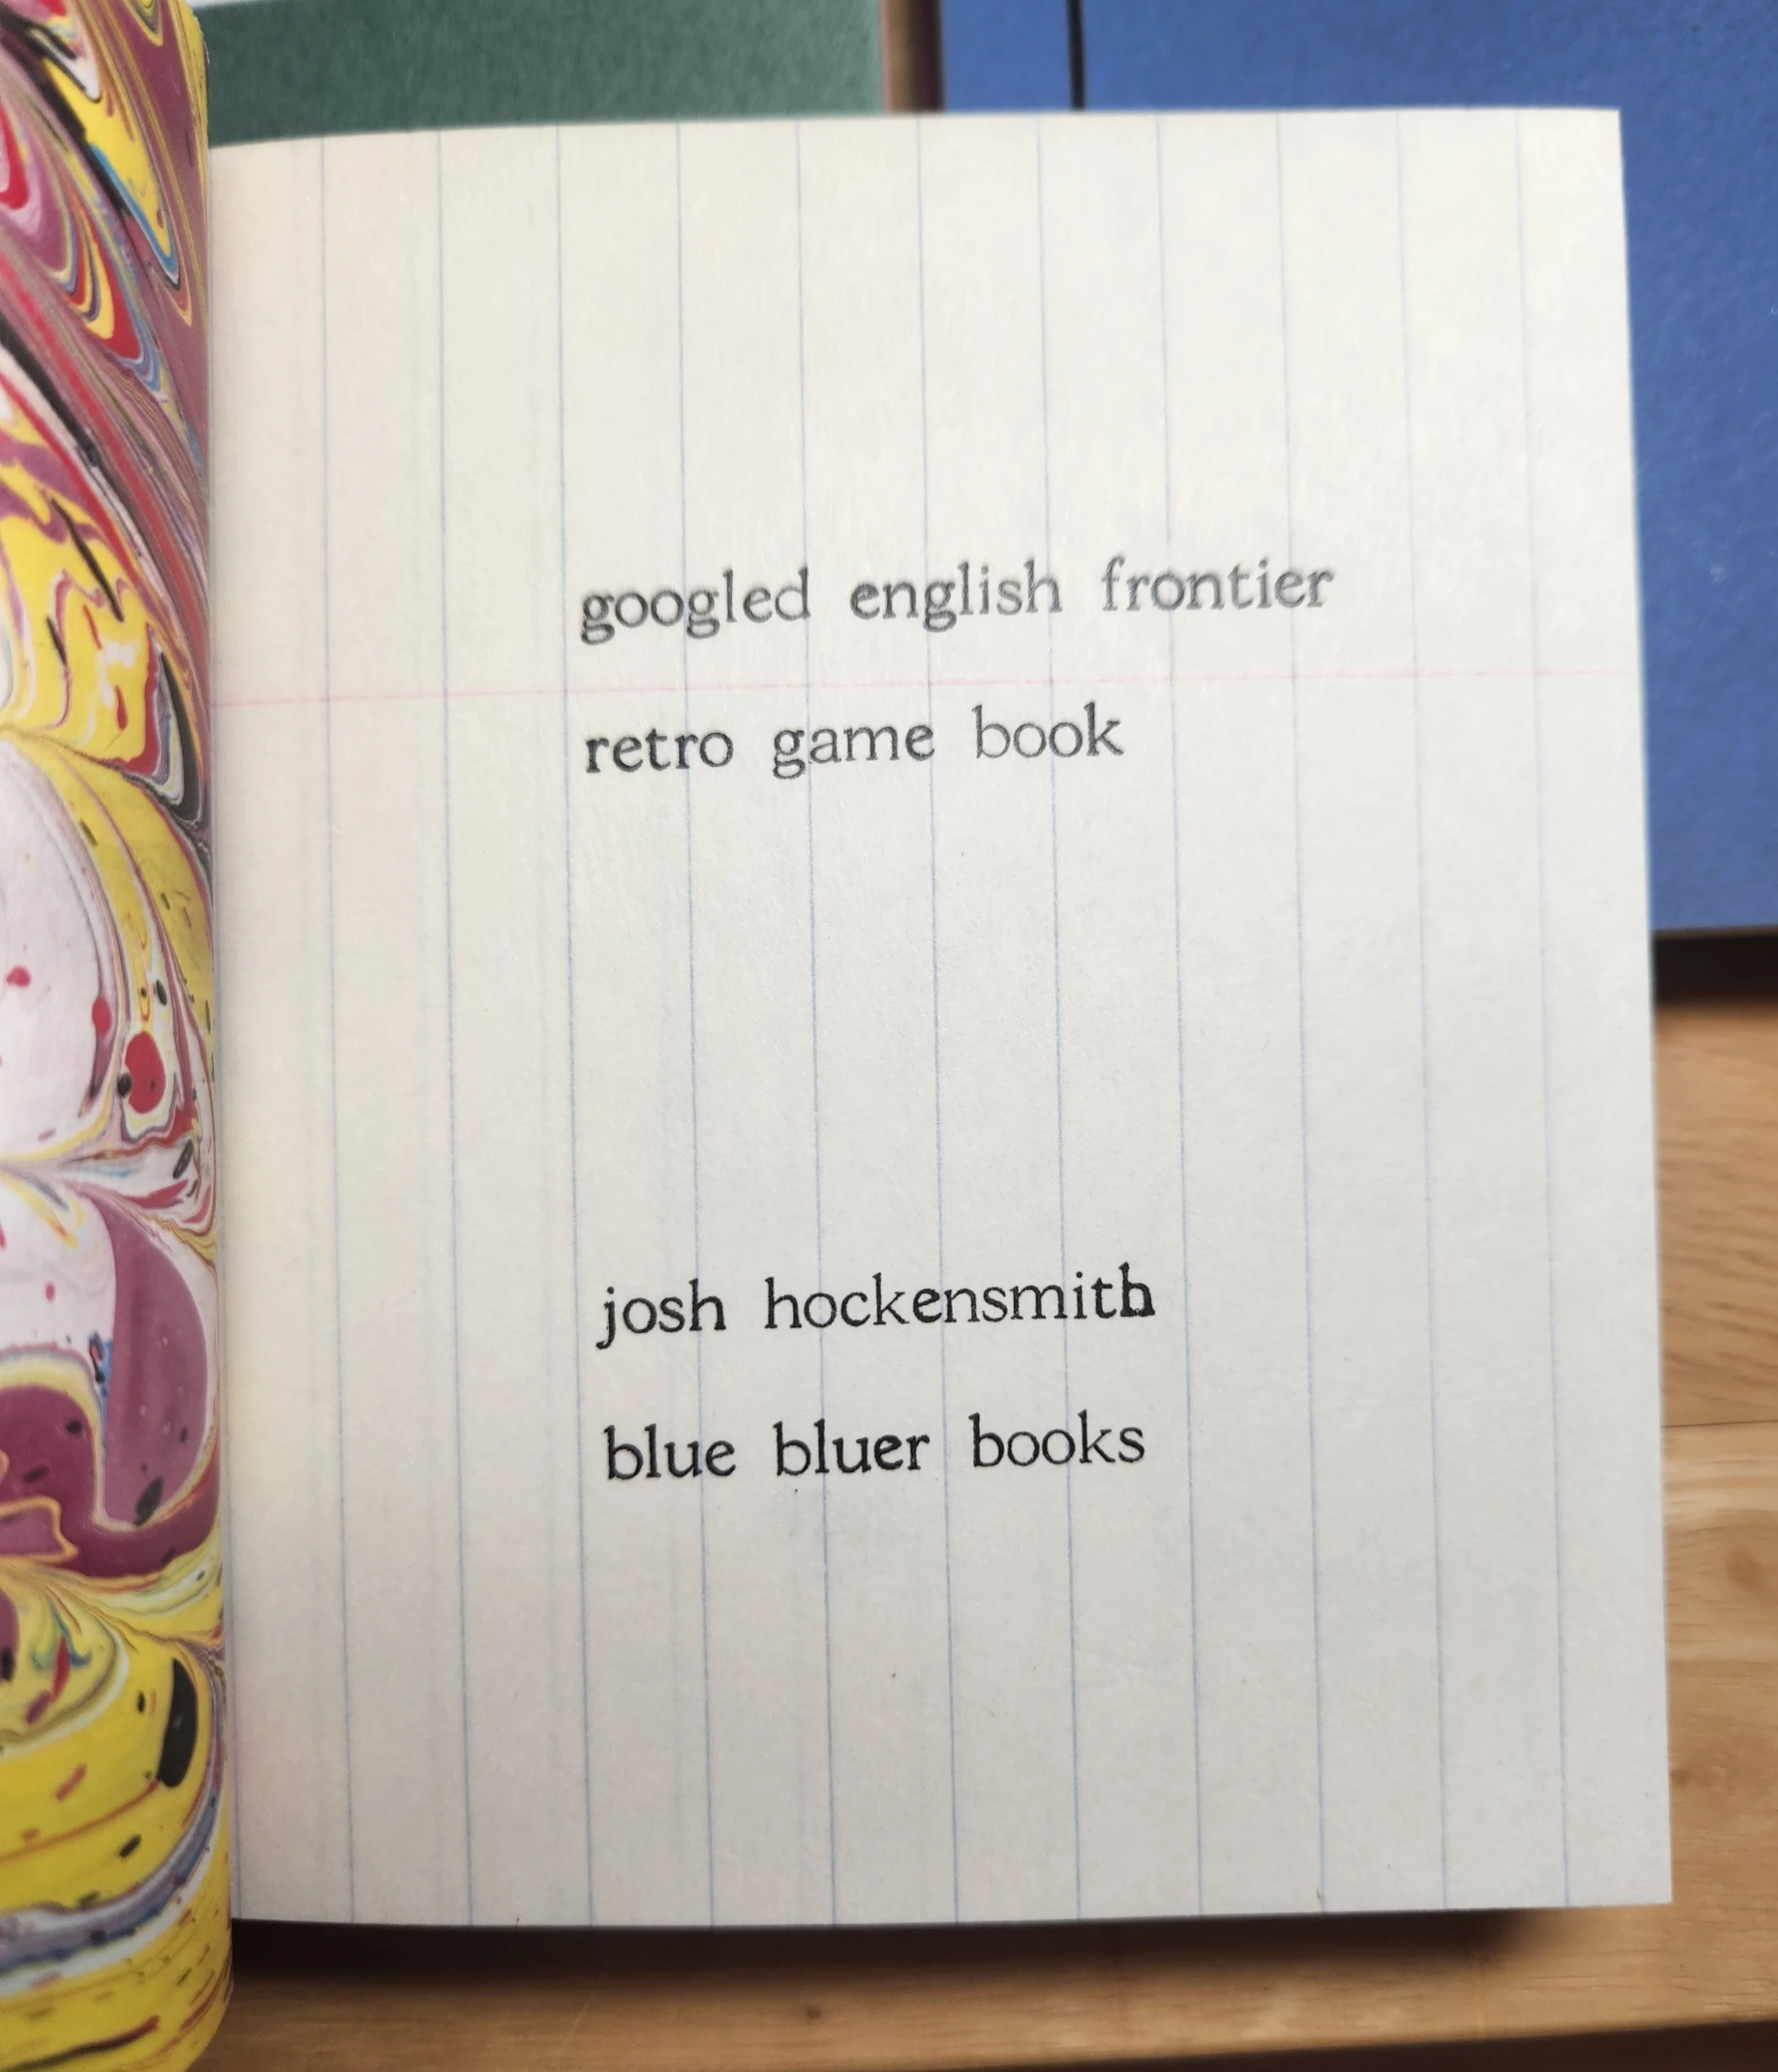 googled english frontier
retro game book
josh hockensmith
blue bluer books